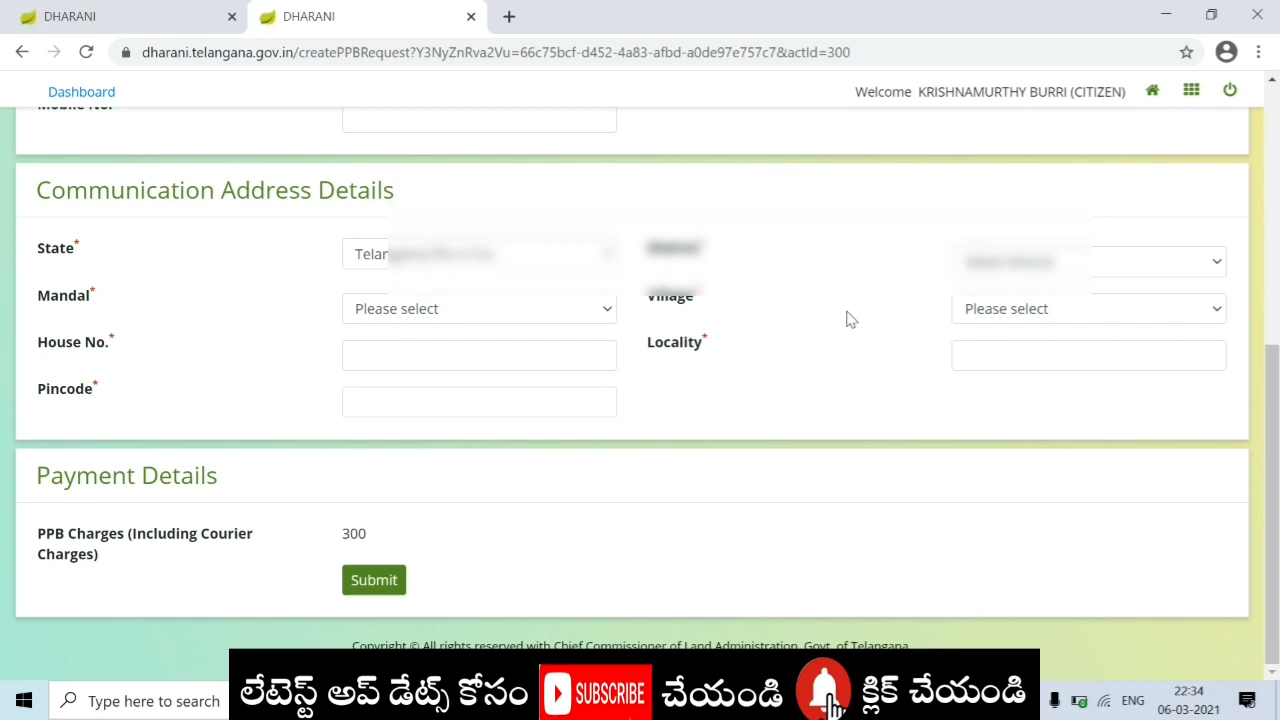 DHARANI
DHARANI
dharani.telangana.gov.in/createPPBRequest?Y3NyZnRva2Vu=66c75bcf-d452-4a83-afbd-a0de97e757c7&actId=300
Dashboard
Welcome KRISHNAMURTHY BURRI (CITIZEN)
Mobile No.
Communication Address Details
State*
Mandal*
Please select
Village*
Please select
House No.*
Locality*
Pincode*
Payment Details
PPB Charges (Including Courier
Charges)
300
Submit
Copyright © All rights reserved with Chief Commissioner of Land Administration, Govt. of Telangana
లేటెస్ట్ అప్ డేట్స్ కోసం SUBSCRIBE చేయండి క్లిక్ చేయండి
Type here to search
ENG
22:34
06-03-2021